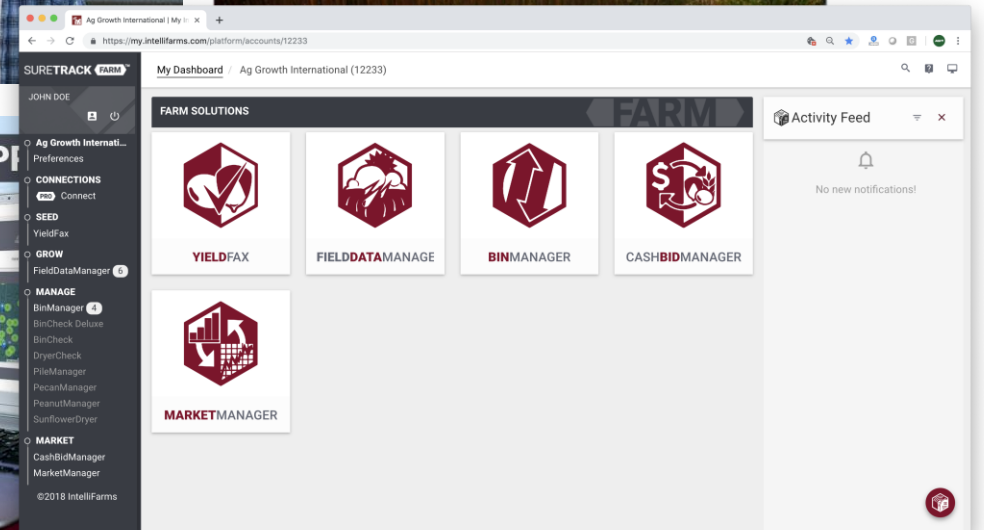 Ag Growth International | My In
https://my.intellifarms.com/platform/accounts/12233
SURETRACK FARM
My Dashboard / Ag Growth International (12233)
JOHN DOE
Ag Growth Internati...
Preferences
CONNECTIONS
PRO Connect
SEED
YieldFax
GROW
FieldDataManager 6
MANAGE
BinManager 4
BinCheck Deluxe
BinCheck
DryerCheck
PileManager
PecanManager
PeanutManager
SunflowerDryer
MARKET
CashBidManager
MarketManager
©2018 IntelliFarms
FARM SOLUTIONS
FARM
YIELDFAX
FIELDDATAMANAGE
BINMANAGER
CASHBIDMANAGER
MARKETMANAGER
Activity Feed
No new notifications!